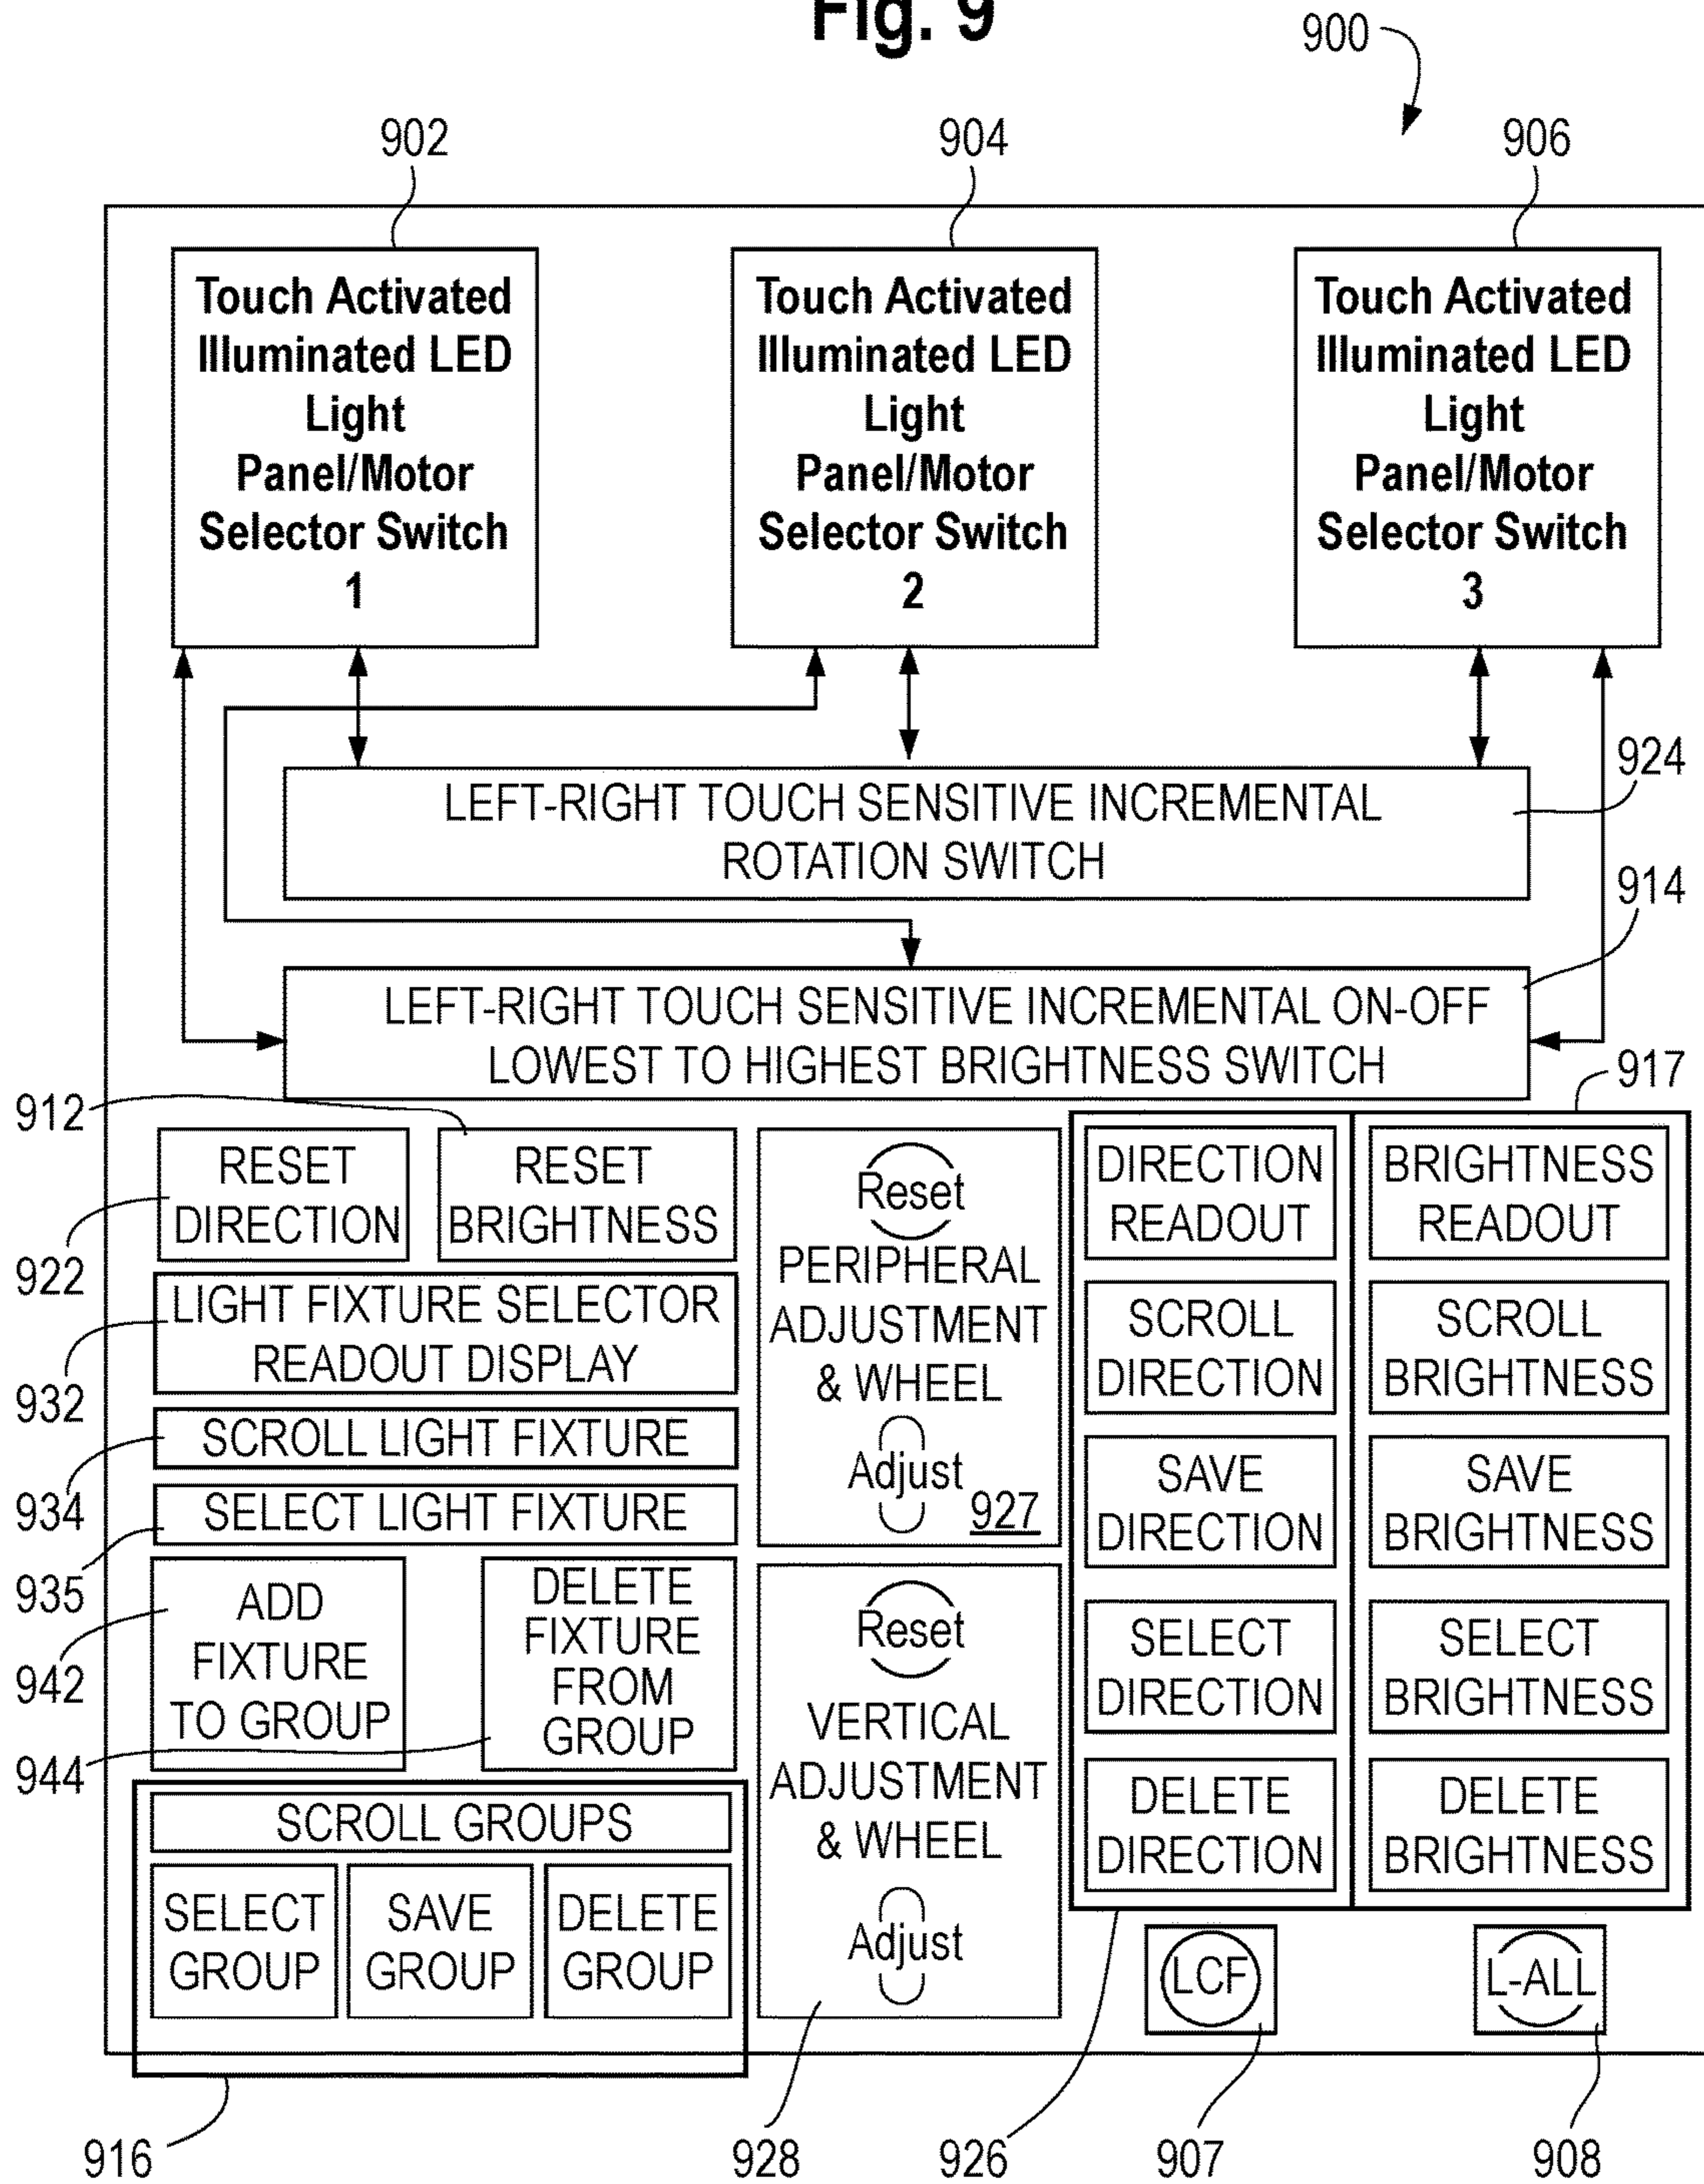 Fig. 9
900
902
904
906
Touch Activated
Illuminated LED
Light
Panel/Motor
Selector Switch
1
Touch Activated
Illuminated LED
Light
Panel/Motor
Selector Switch
2
Touch Activated
Illuminated LED
Light
Panel/Motor
Selector Switch
3
924
LEFT-RIGHT TOUCH SENSITIVE INCREMENTAL
ROTATION SWITCH
914
LEFT-RIGHT TOUCH SENSITIVE INCREMENTAL ON-OFF
LOWEST TO HIGHEST BRIGHTNESS SWITCH
917
912
RESET
DIRECTION
RESET
BRIGHTNESS
922
LIGHT FIXTURE SELECTOR
READOUT DISPLAY
932
SCROLL LIGHT FIXTURE
934
SELECT LIGHT FIXTURE
935
ADD
FIXTURE
TO GROUP
942
DELETE
FIXTURE
FROM
GROUP
944
SCROLL GROUPS
SELECT
GROUP
SAVE
GROUP
DELETE
GROUP
Reset
PERIPHERAL
ADJUSTMENT
& WHEEL
Adjust
927
Reset
VERTICAL
ADJUSTMENT
& WHEEL
Adjust
DIRECTION
READOUT
SCROLL
DIRECTION
SAVE
DIRECTION
SELECT
DIRECTION
DELETE
DIRECTION
BRIGHTNESS
READOUT
SCROLL
BRIGHTNESS
SAVE
BRIGHTNESS
SELECT
BRIGHTNESS
DELETE
BRIGHTNESS
LCF
L-ALL
916
928
926
907
908